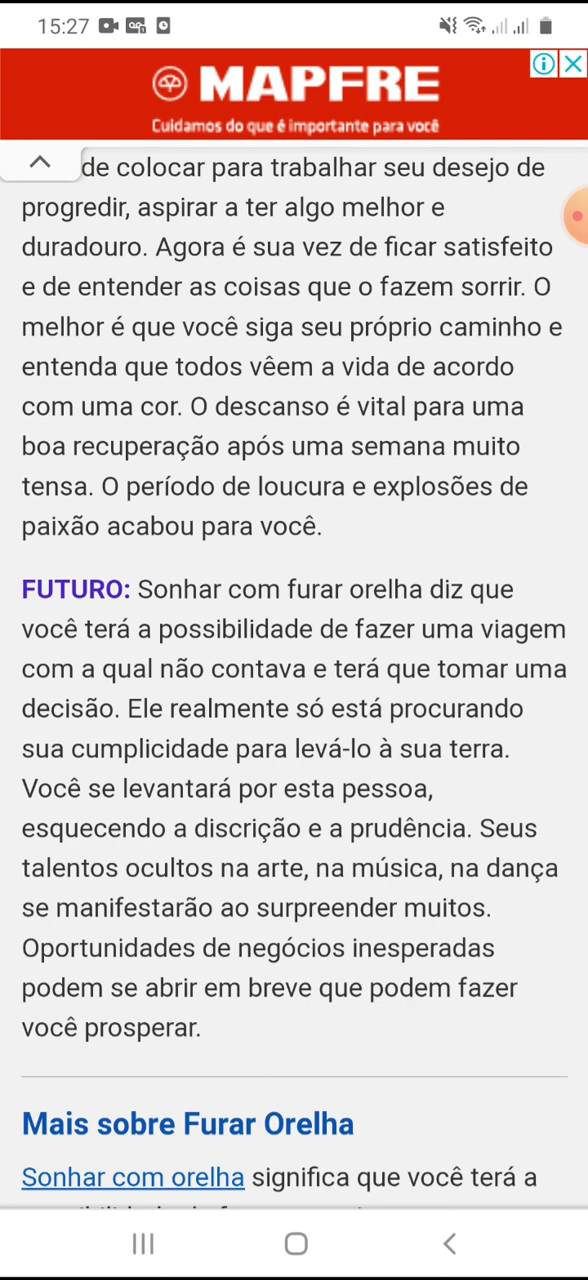 15:27
MAPFRE
Cuidamos do que é importante para você
de colocar para trabalhar seu desejo de
progredir, aspirar a ter algo melhor e
duradouro. Agora é sua vez de ficar satisfeito
e de entender as coisas que o fazem sorrir. O
melhor é que você siga seu próprio caminho e
entenda que todos vêem a vida de acordo
com uma cor. O descanso é vital para uma
boa recuperação após uma semana muito
tensa. O período de loucura e explosões de
paixão acabou para você.
FUTURO: Sonhar com furar orelha diz que
você terá a possibilidade de fazer uma viagem
com a qual não contava e terá que tomar uma
decisão. Ele realmente só está procurando
sua cumplicidade para levá-lo à sua terra.
Você se levantará por esta pessoa,
esquecendo a discrição e a prudência. Seus
talentos ocultos na arte, na música, na dança
se manifestarão ao surpreender muitos.
Oportunidades de negócios inesperadas
podem se abrir em breve que podem fazer
você prosperar.
Mais sobre Furar Orelha
Sonhar com orelha significa que você terá a